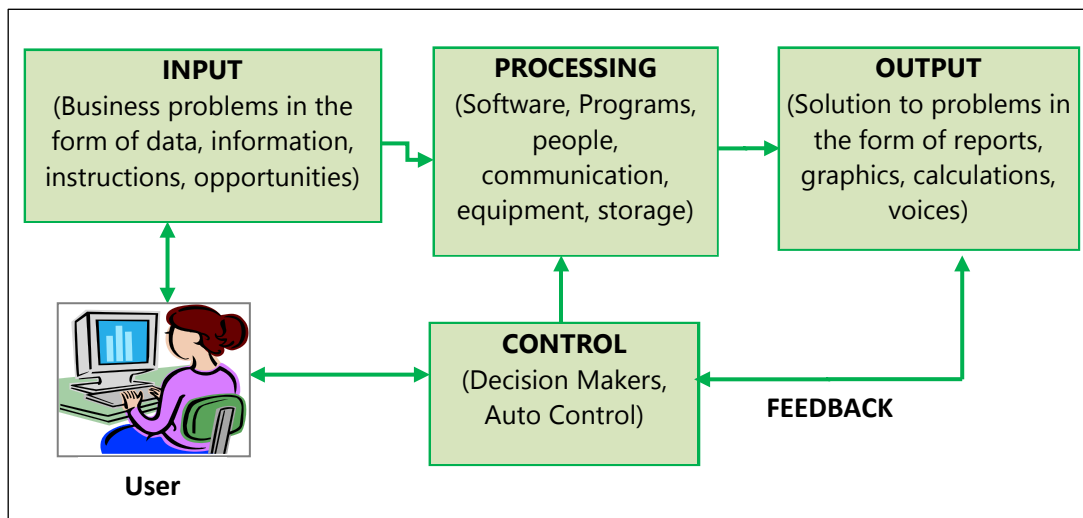 INPUT
(Business problems in the
form of data, information,
instructions, opportunities)
PROCESSING
(Software, Programs,
people,
communication,
equipment, storage)
OUTPUT
(Solution to problems in
the form of reports,
graphics, calculations,
voices)
User
CONTROL
(Decision Makers,
Auto Control)
FEEDBACK